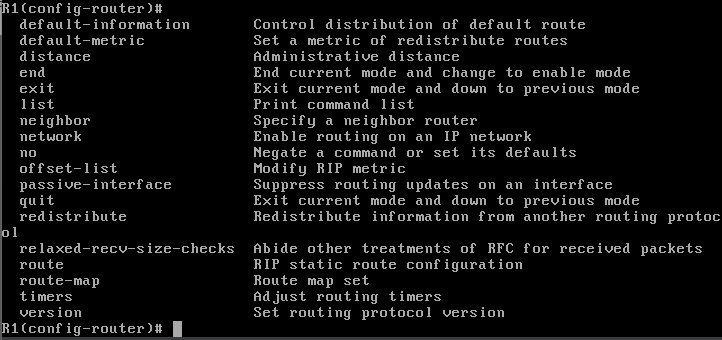 R1(config-router)#
default-information Control distribution of default route
default-metric Set a metric of redistribute routes
distance Administrative distance
end End current mode and change to enable mode
exit Exit current mode and down to previous mode
list Print command list
neighbor Specify a neighbor router
network Enable routing on an IP network
no Negate a command or set its defaults
offset-list Modify RIP metric
passive-interface Suppress routing updates on an interface
quit Exit current mode and down to previous mode
redistribute Redistribute information from another routing protoc
ol
relaxed-recv-size-checks Abide other treatments of RFC for received packets
route RIP static route configuration
route-map Route map set
timers Adjust routing timers
version Set routing protocol version
R1(config-router)#